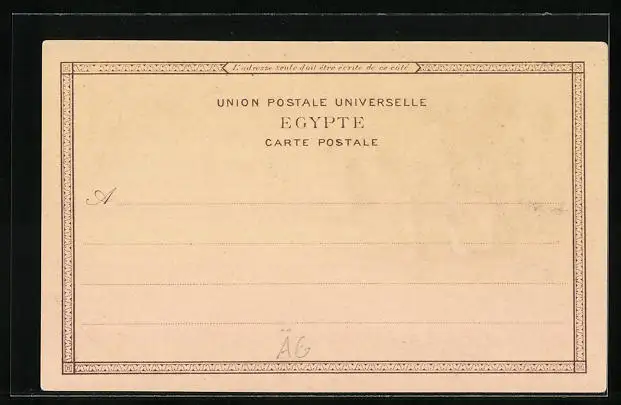 L'adresse seule doit être écrite de ce côté
UNION POSTALE UNIVERSELLE
EGYPTE
CARTE POSTALE
A
ÄG